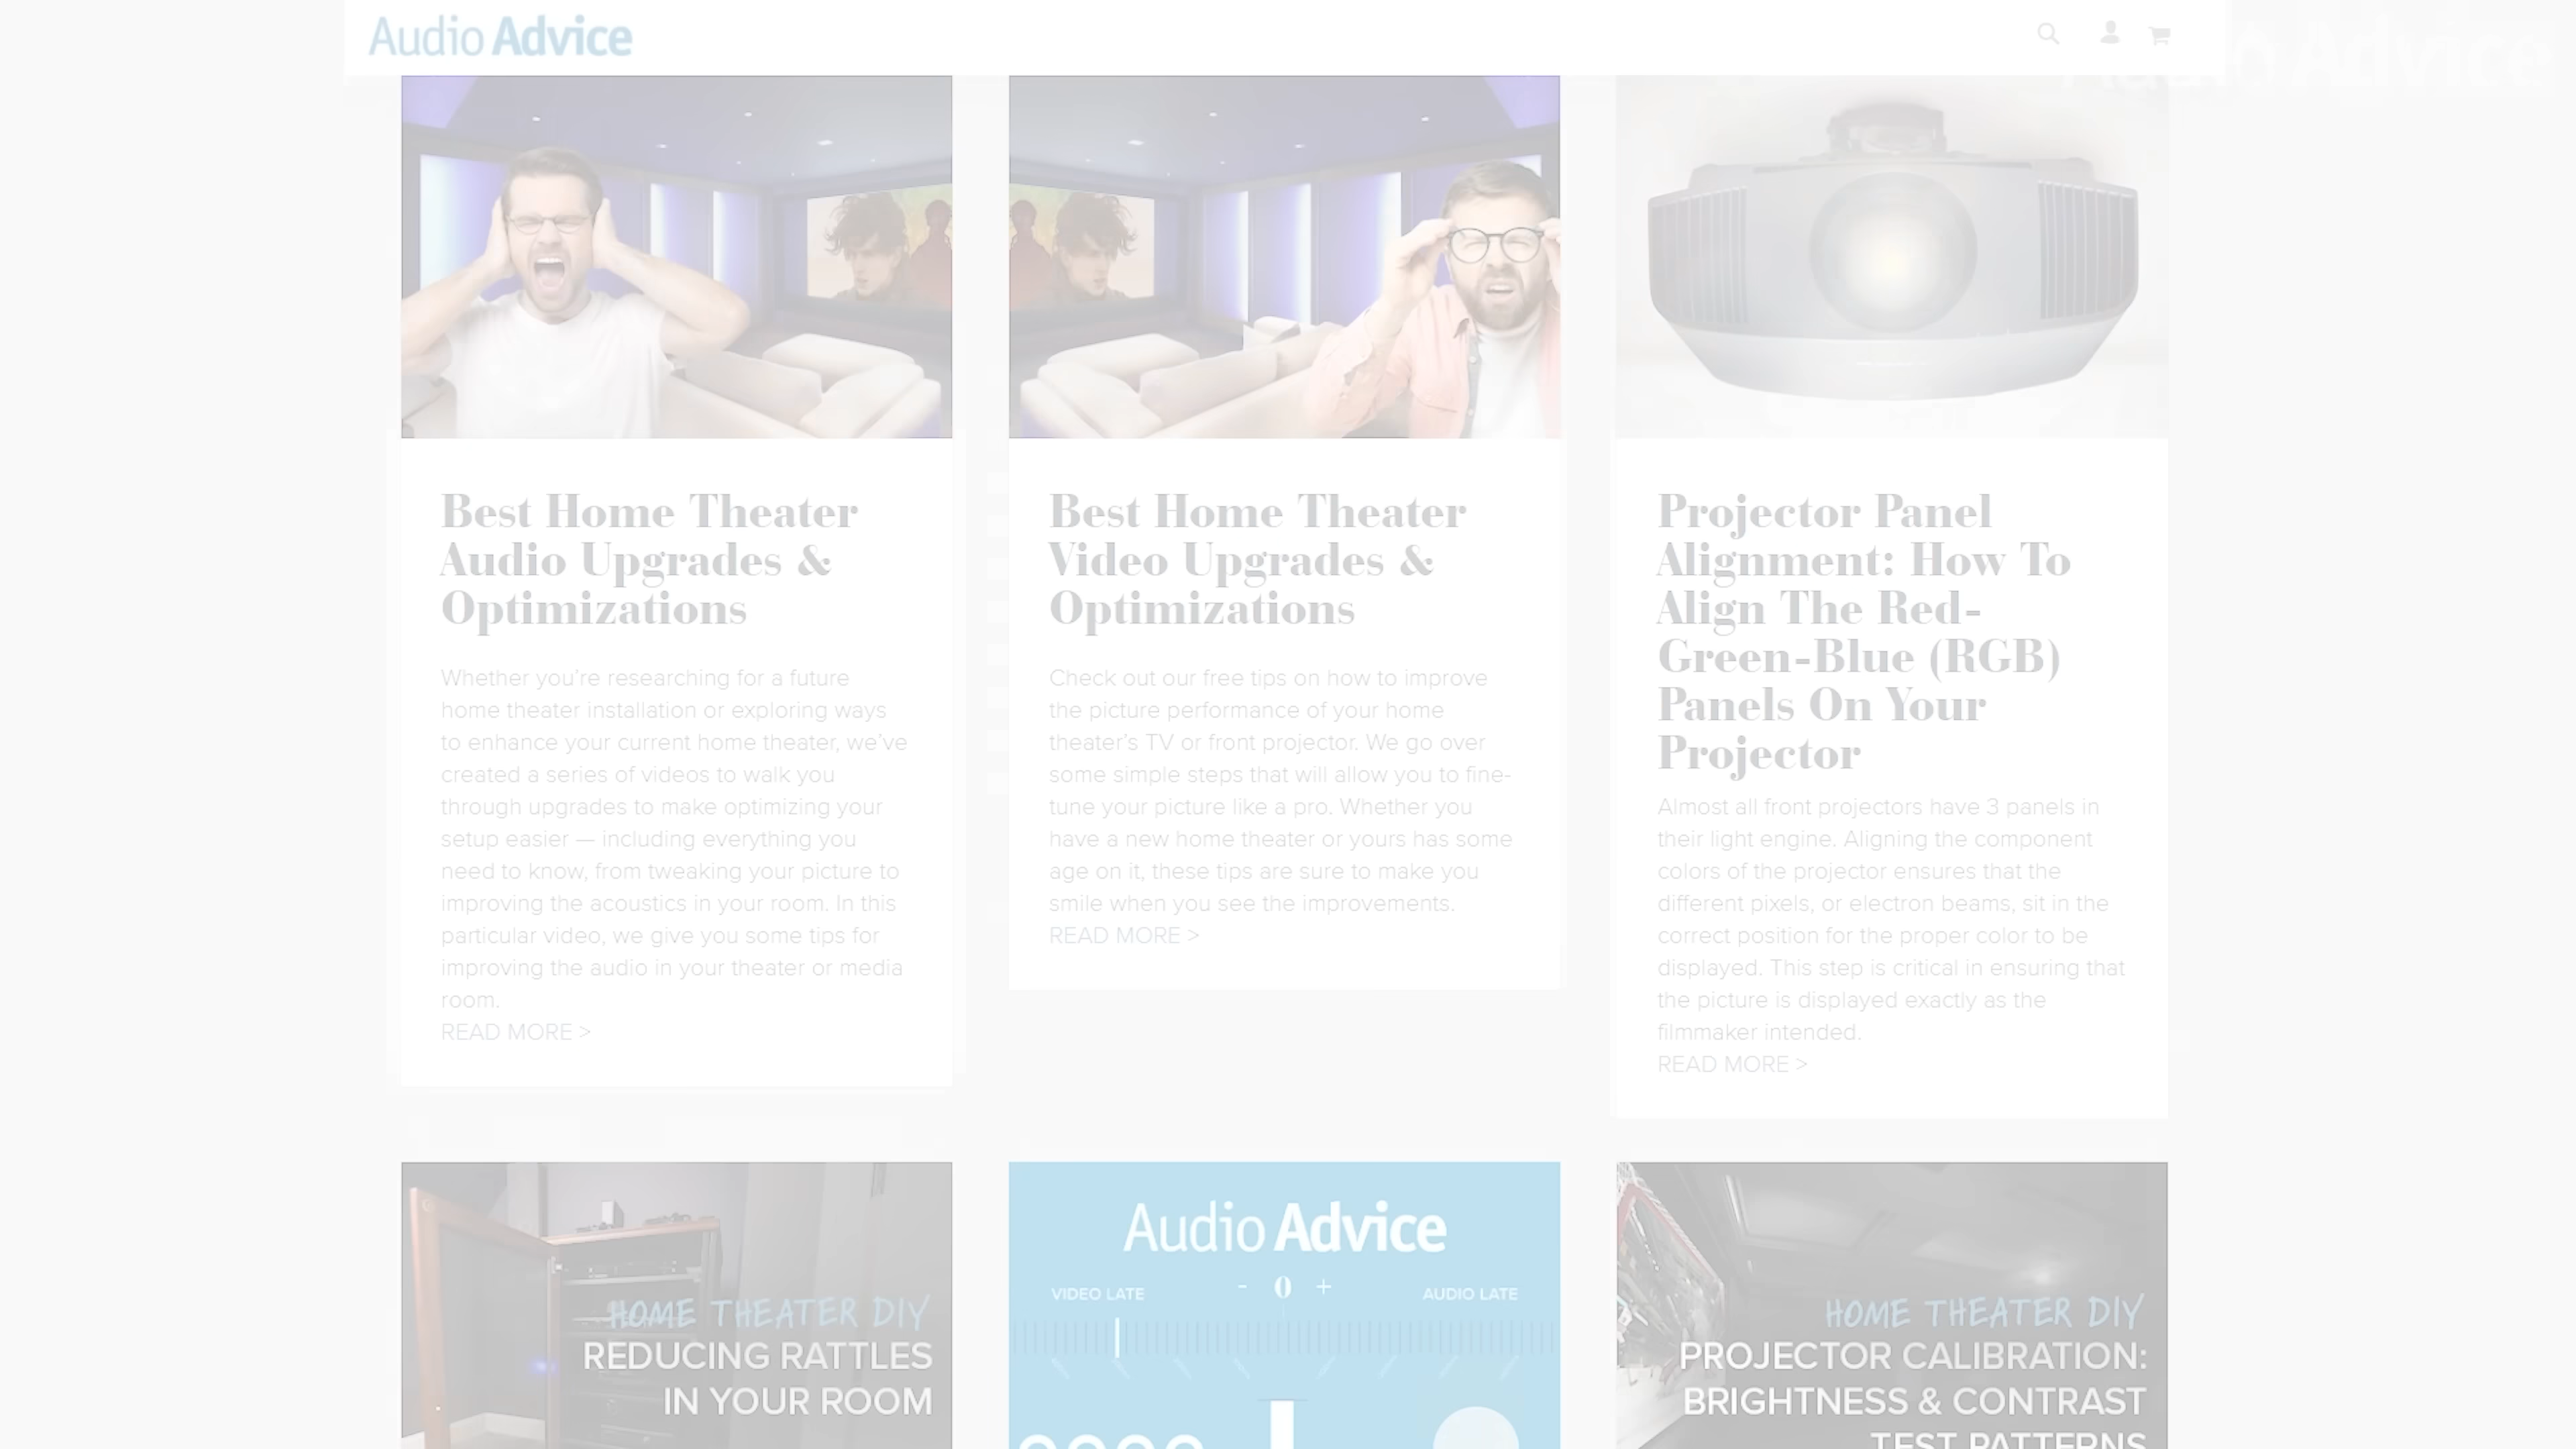 Audio Advice
Advice
Best Home Theater
Audio Upgrades &
Optimizations
Whether you're researching for a future
home theater installation or exploring ways
to enhance your current home theater, we've
created a series of videos to walk you
through upgrades to make optimizing your
setup easier — including everything you
need to know, from tweaking your picture to
improving the acoustics in your room. In this
particular video, we give you some tips for
improving the audio in your theater or media
room.
READ MORE >
Best Home Theater
Video Upgrades &
Optimizations
Check out our free tips on how to improve
the picture performance of your home
theater's TV or front projector. We go over
some simple steps that will allow you to fine-
tune your picture like a pro. Whether you
have a new home theater or yours has some
age on it, these tips are sure to make you
smile when you see the improvements.
READ MORE >
Projector Panel
Alignment: How To
Align The Red-
Green-Blue (RGB)
Panels On Your
Projector
Almost all front projectors have 3 panels in
their light engine. Aligning the component
colors of the projector ensures that the
different pixels, or electron beams, sit in the
correct position for the proper color to be
displayed. This step is critical in ensuring that
the picture is displayed exactly as the
filmmaker intended.
READ MORE >
HOME THEATER DIY
REDUCING RATTLES
IN YOUR ROOM
Audio Advice
- 0 +
VIDEO LATE AUDIO LATE
HOME THEATER DIY
PROJECTOR CALIBRATION:
BRIGHTNESS & CONTRAST
TEST PATTERNS